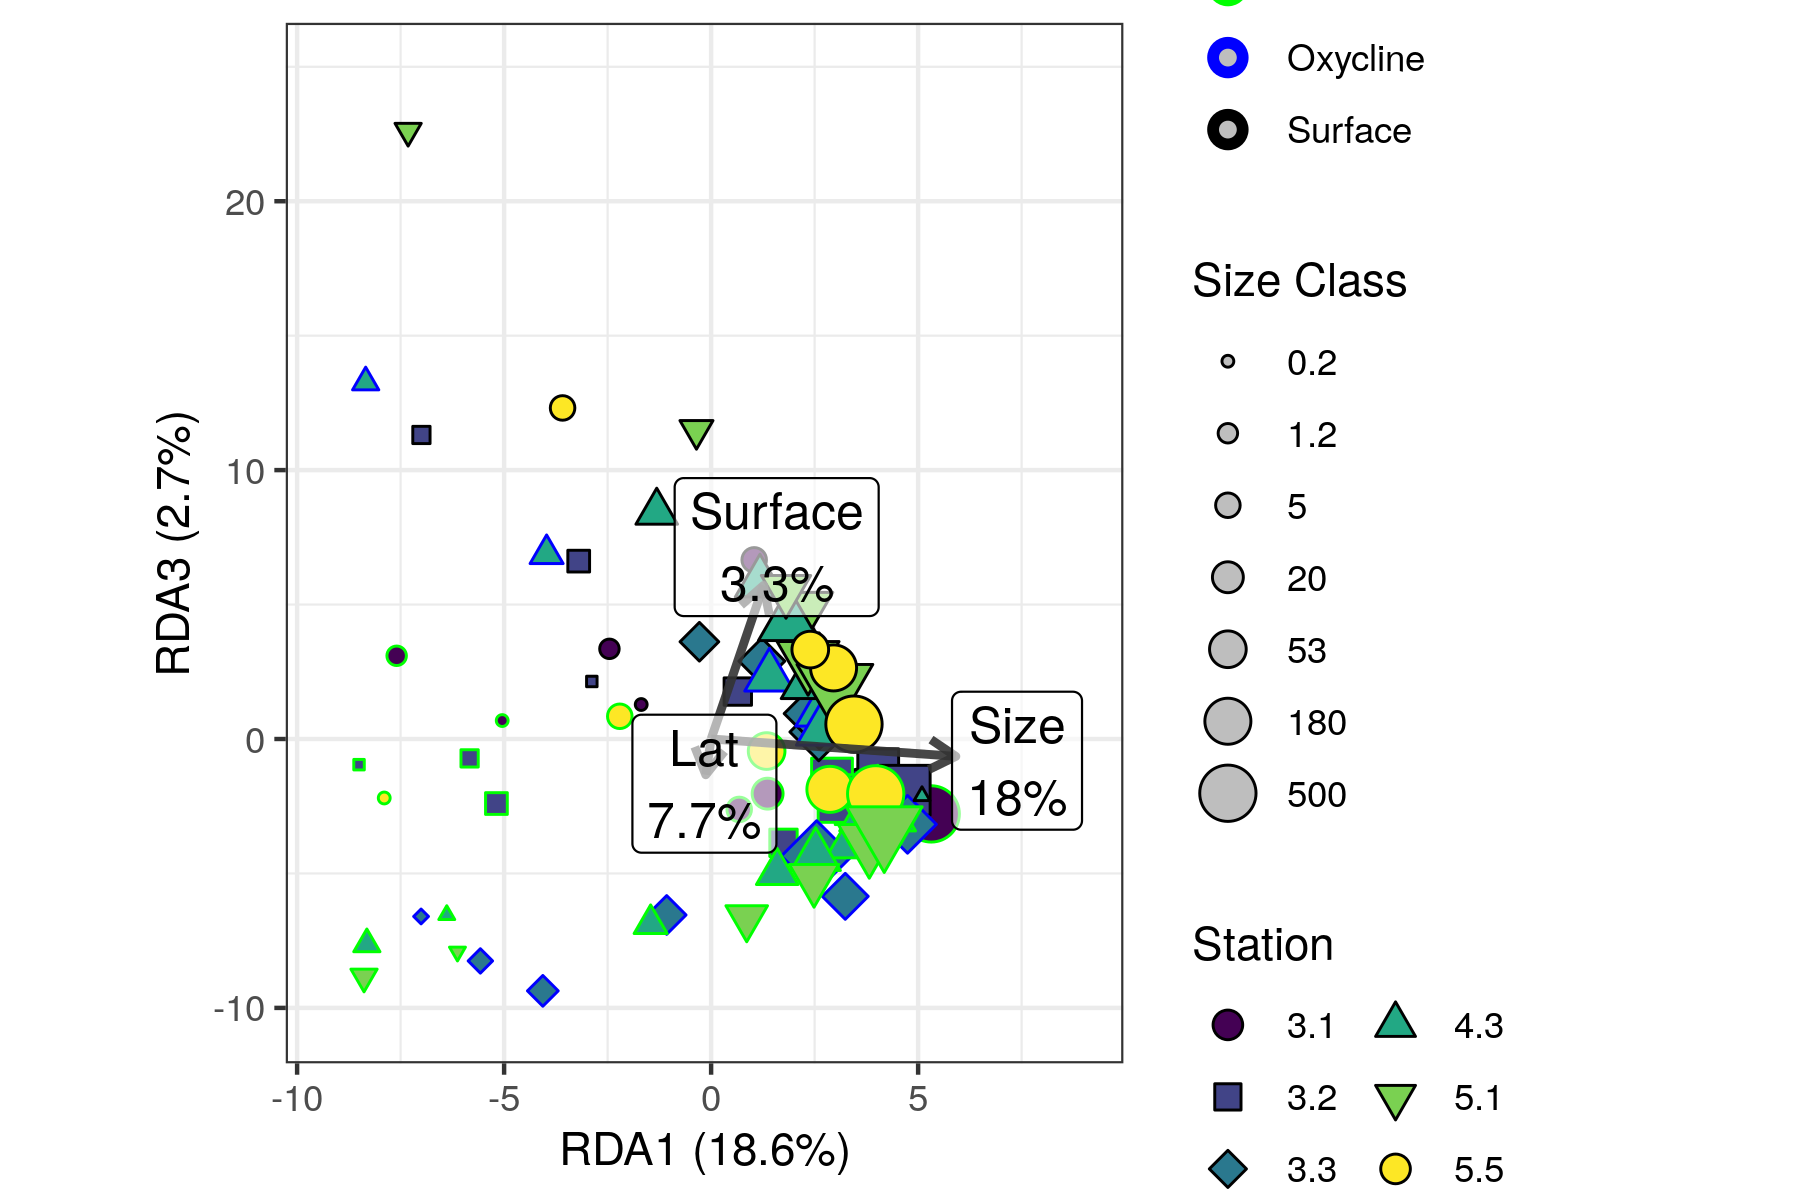 Oxycline
Surface
Size Class
0.2
1.2
5
20
53
180
500
Station
3.1
4.3
3.2
5.1
3.3
5.5
RDA3 (2.7%)
20
10
0
-10
-10
-5
0
5
RDA1 (18.6%)
Surface
3.3%
Lat
7.7%
Size
18%